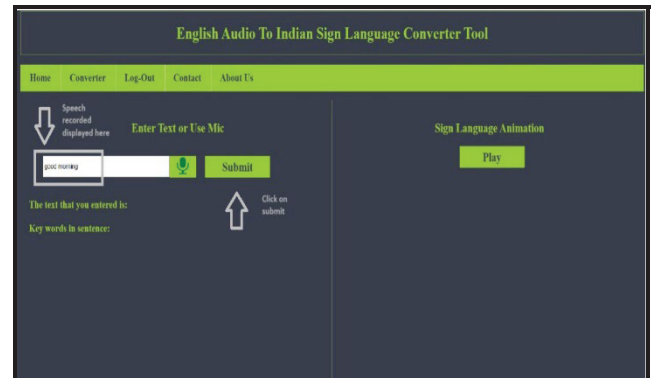 English Audio To Indian Sign Language Converter Tool
Home Converter Log-Out Contact About Us
Speech
recorded
displayed here
Enter Text or Use Mic
good morning
Submit
Click on
submit
The text that you entered is:
Key words in sentence:
Sign Language Animation
Play